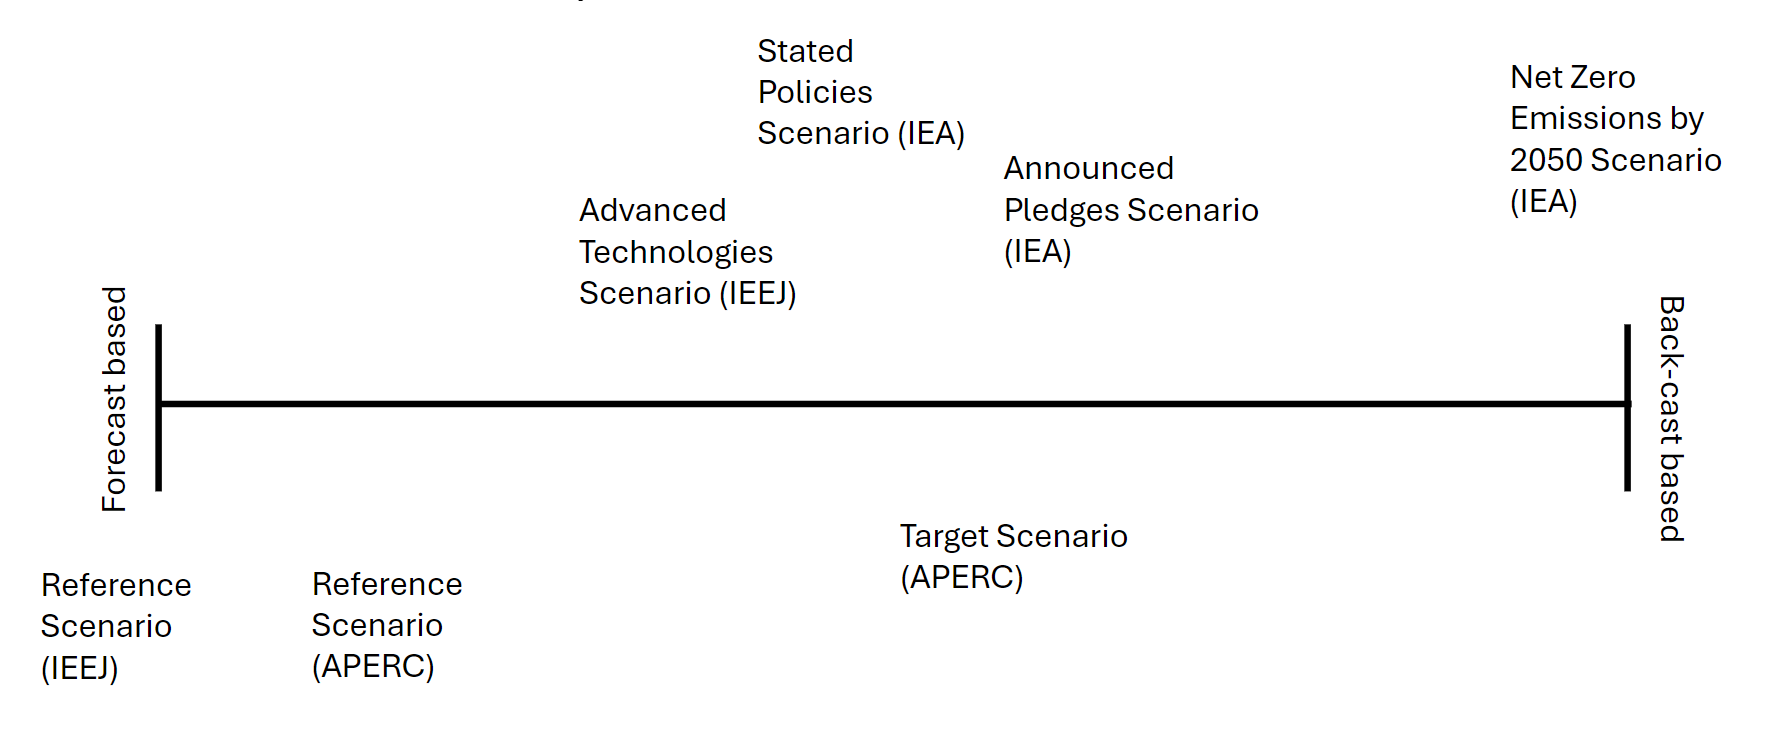 Stated
Policies
Scenario (IEA)
Net Zero
Emissions by
2050 Scenario
(IEA)
Announced
Pledges Scenario
(IEA)
Advanced
Technologies
Scenario (IEEJ)
Forecast based
Back-cast based
Target Scenario
(APERC)
Reference
Scenario
(IEEJ)
Reference
Scenario
(APERC)